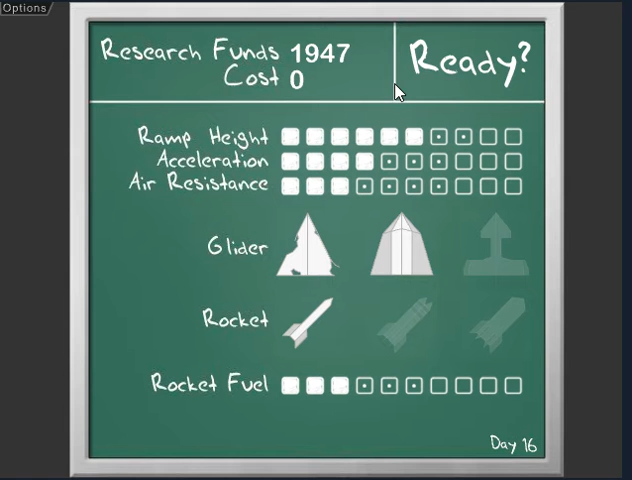 Options
Research Funds 1947
Cost 0
Ready?
Ramp Height
Acceleration
Air Resistance
Glider
Rocket
Rocket Fuel
Day 16